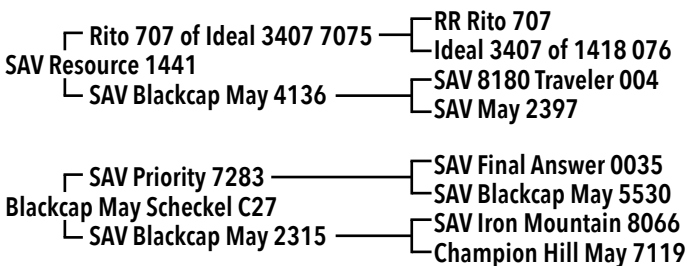 RR Rito 707
Rito 707 of Ideal 3407 7075
Ideal 3407 of 1418 076
SAV Resource 1441
SAV 8180 Traveler 004
SAV Blackcap May 4136
SAV May 2397
SAV Final Answer 0035
SAV Priority 7283
SAV Blackcap May 5530
Blackcap May Scheckel C27
SAV Iron Mountain 8066
SAV Blackcap May 2315
Champion Hill May 7119